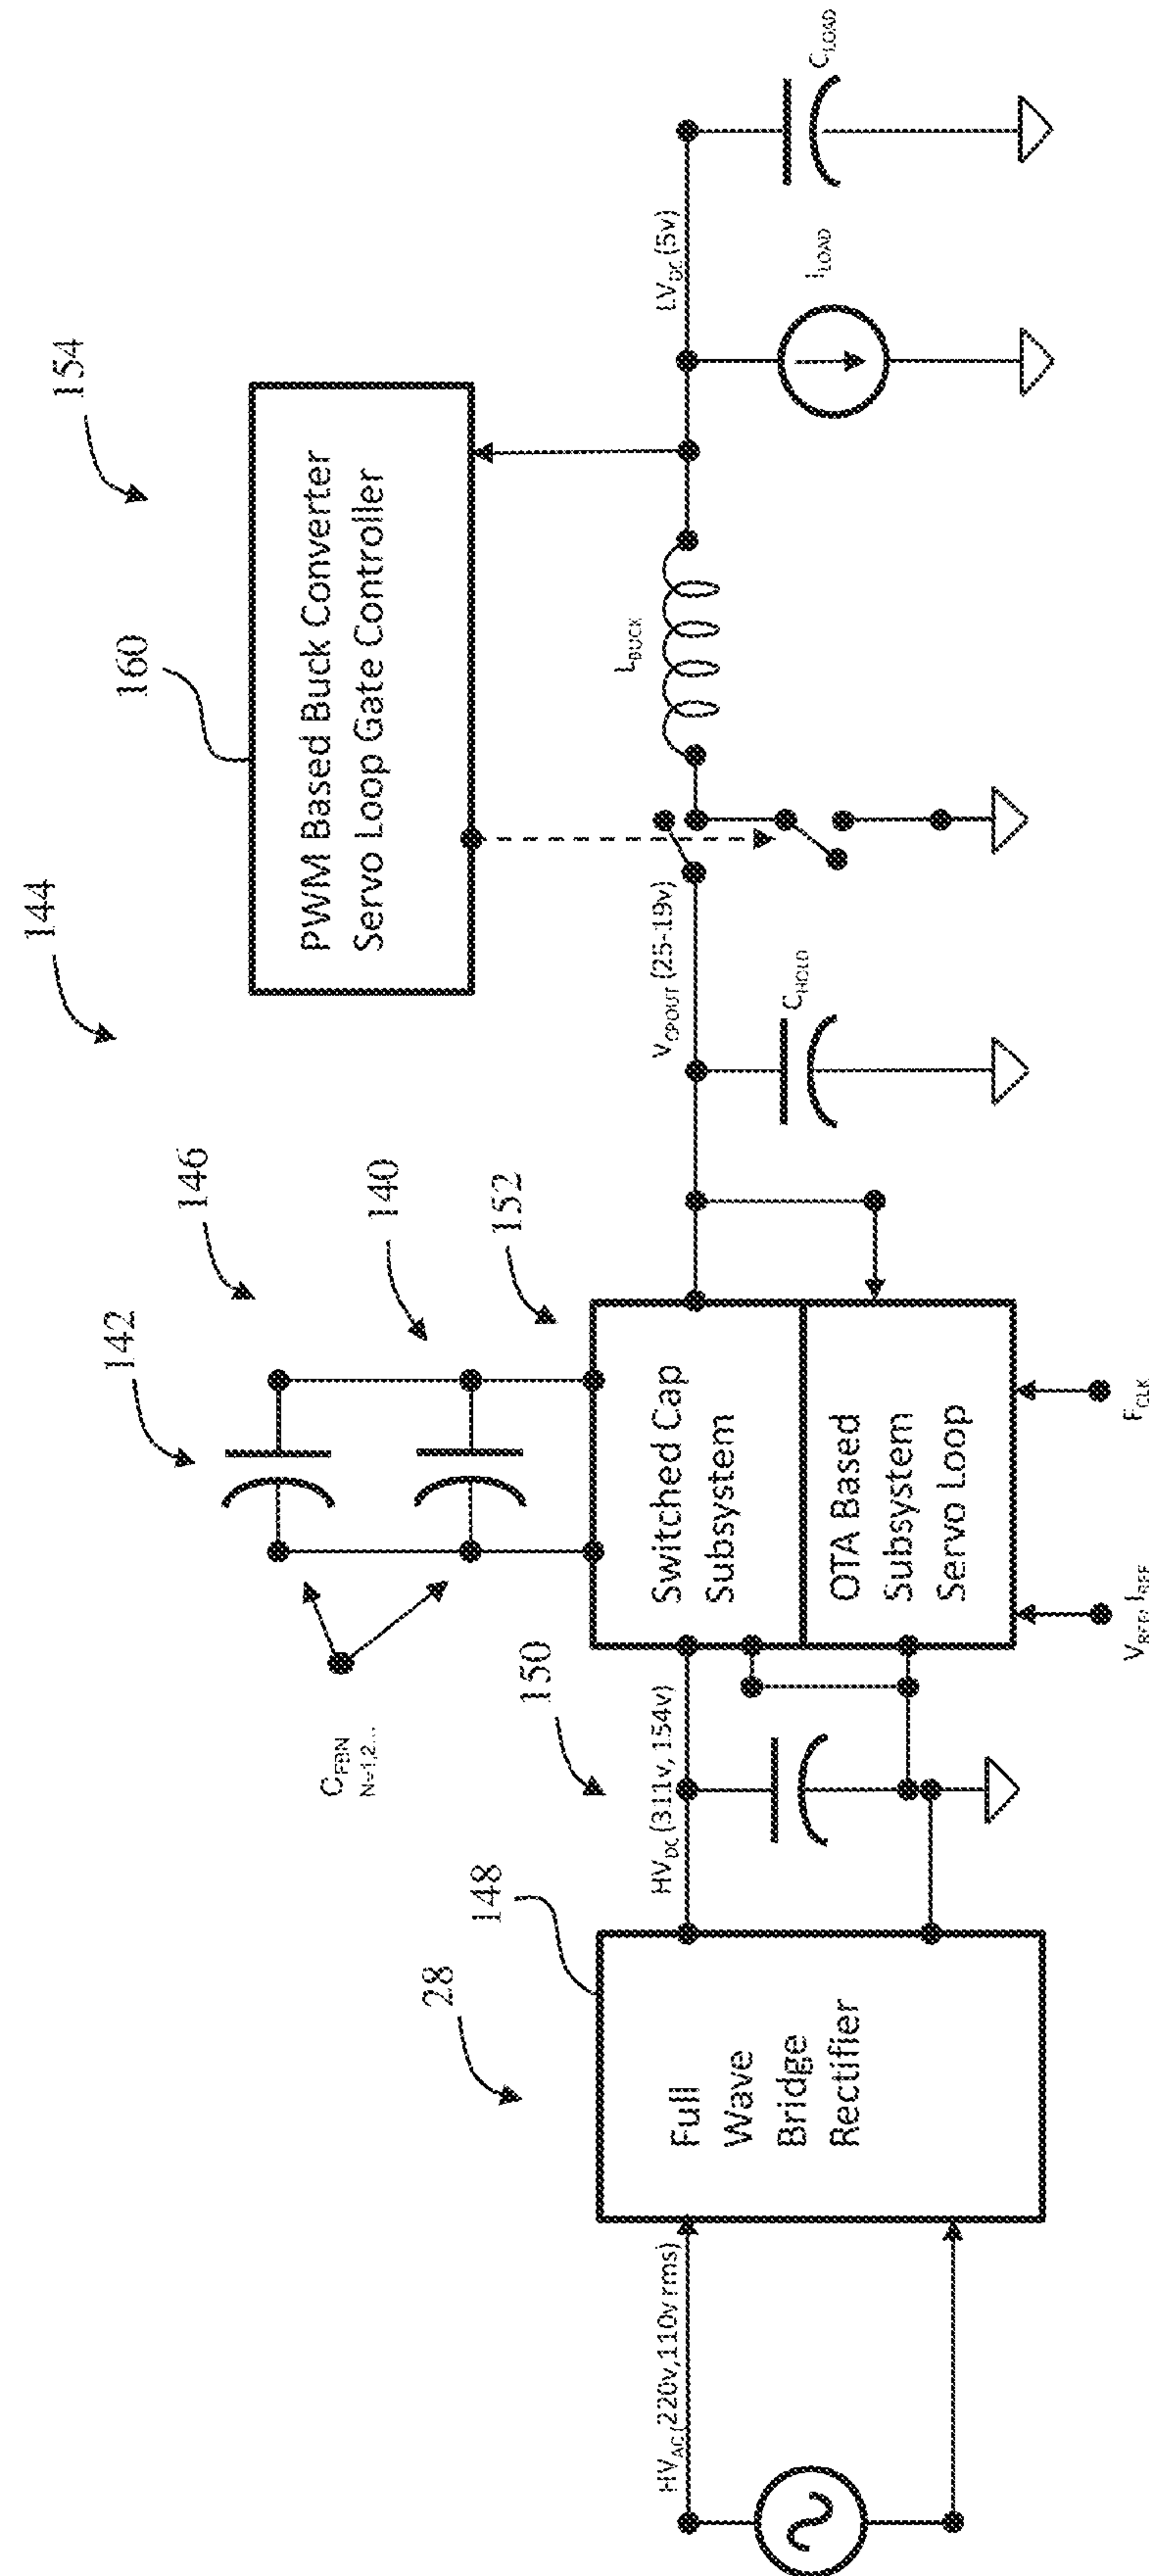 144
154
160
PWM Based Buck Converter
Servo Loop Gate Controller
142
146
140
152
C_FBN
N=1,2...
150
28
148
Full
Wave
Bridge
Rectifier
Switched Cap
Subsystem
OTA Based
Subsystem
Servo Loop
HV_AC (220v,110v rms)
HV_DC (311v, 154v)
V_CPOUT (25-19v)
C_HOLD
L_BUCK
LV_DC (5v)
I_LOAD
C_LOAD
V_REF, I_REF
F_CLK